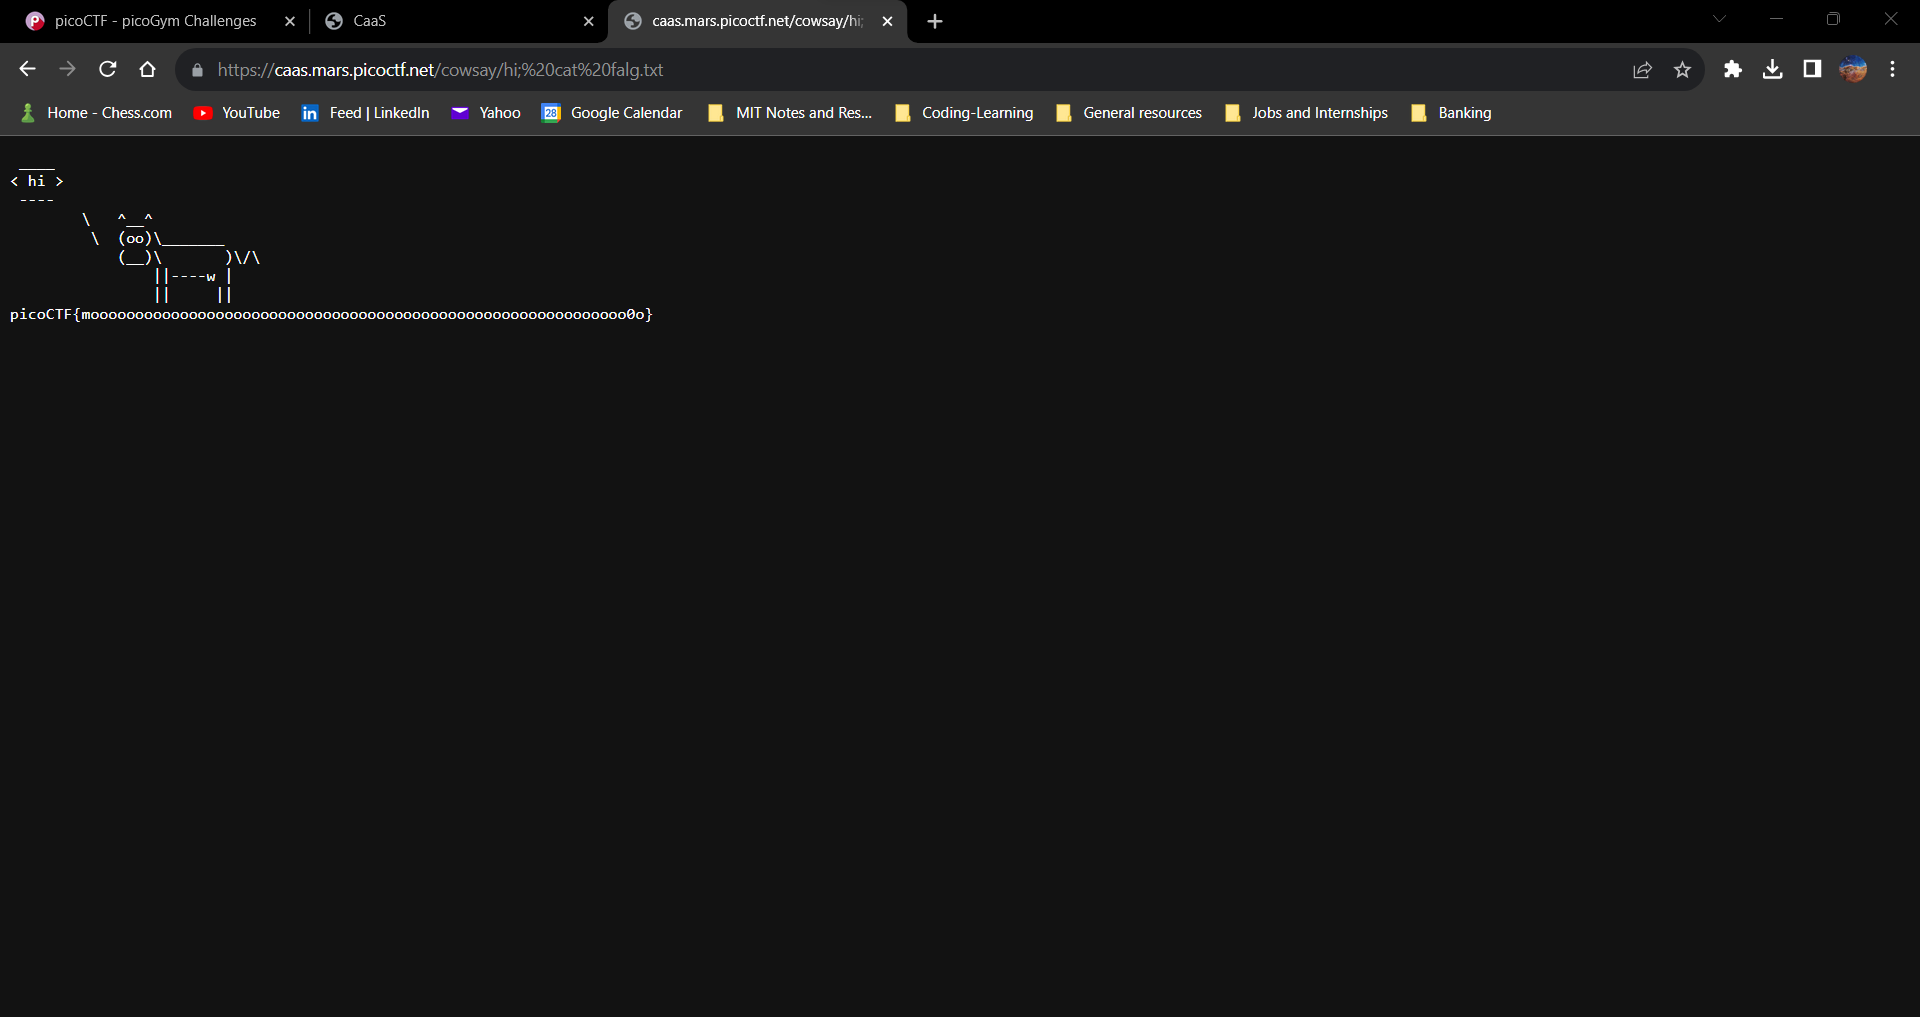 picoCTF - picoGym Challenges
CaaS
caas.mars.picoctf.net/cowsay/hi;
https://caas.mars.picoctf.net/cowsay/hi;%20cat%20falg.txt
Home - Chess.com
YouTube
Feed | LinkedIn
Yahoo
28
Google Calendar
MIT Notes and Res...
Coding-Learning
General resources
Jobs and Internships
Banking
 ____
< hi >
 ----
        \   ^__^
         \  (oo)\_______
            (__)\       )\/\
                ||----w |
                ||     ||
picoCTF{moooooooooooooooooooooooooooooooooooooooooooooooooooooooooooo0o}